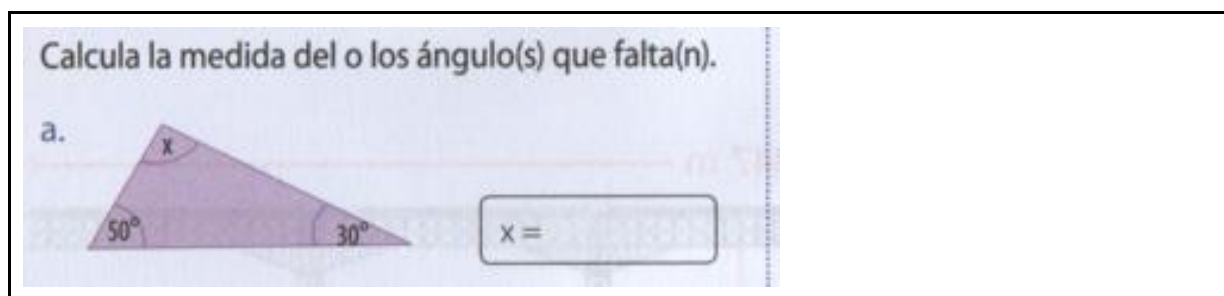 Calcula la medida del o los ángulo(s) que falta(n).
a.
x
50°
30°
x =